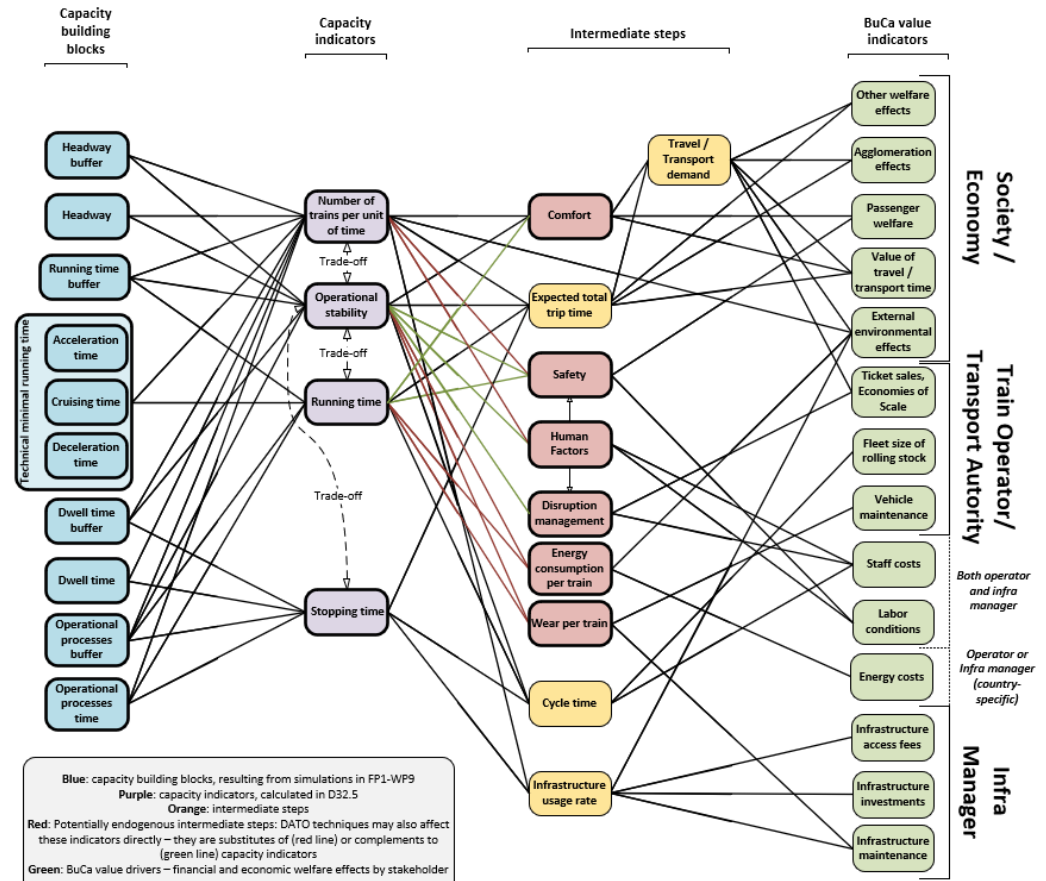 Capacity
building
blocks
Capacity
indicators
Intermediate steps
BuCa value
indicators
Headway
buffer
Headway
Running time
buffer
Technical minimal running time
Acceleration
time
Cruising time
Deceleration
time
Dwell time
buffer
Dwell time
Operational
processes
buffer
Operational
processes
time
Number of
trains per unit
of time
Trade-off
Operational
stability
Trade-off
Running time
Trade-off
Stopping time
Travel /
Transport
demand
Comfort
Expected total
trip time
Safety
Human
Factors
Disruption
management
Energy
consumption
per train
Wear per train
Cycle time
Infrastructure
usage rate
Other welfare
effects
Agglomeration
effects
Passenger
welfare
Value of
travel /
transport time
External
environmental
effects
Ticket sales,
Economies of
Scale
Fleet size of
rolling stock
Vehicle
maintenance
Staff costs
Labor
conditions
Energy costs
Infrastructure
access fees
Infrastructure
investments
Infrastructure
maintenance
Society /
Economy
Train Operator/
Transport Autority
Both operator
and infra
manager
Operator or
Infra manager
(country-
specific)
Infra
Manager
Blue: capacity building blocks, resulting from simulations in FP1-WP9
Purple: capacity indicators, calculated in D32.5
Orange: intermediate steps
Red: Potentially endogenous intermediate steps: DATO techniques may also affect
these indicators directly – they are substitutes of (red line) or complements to
(green line) capacity indicators
Green: BuCa value drivers – financial and economic welfare effects by stakeholder